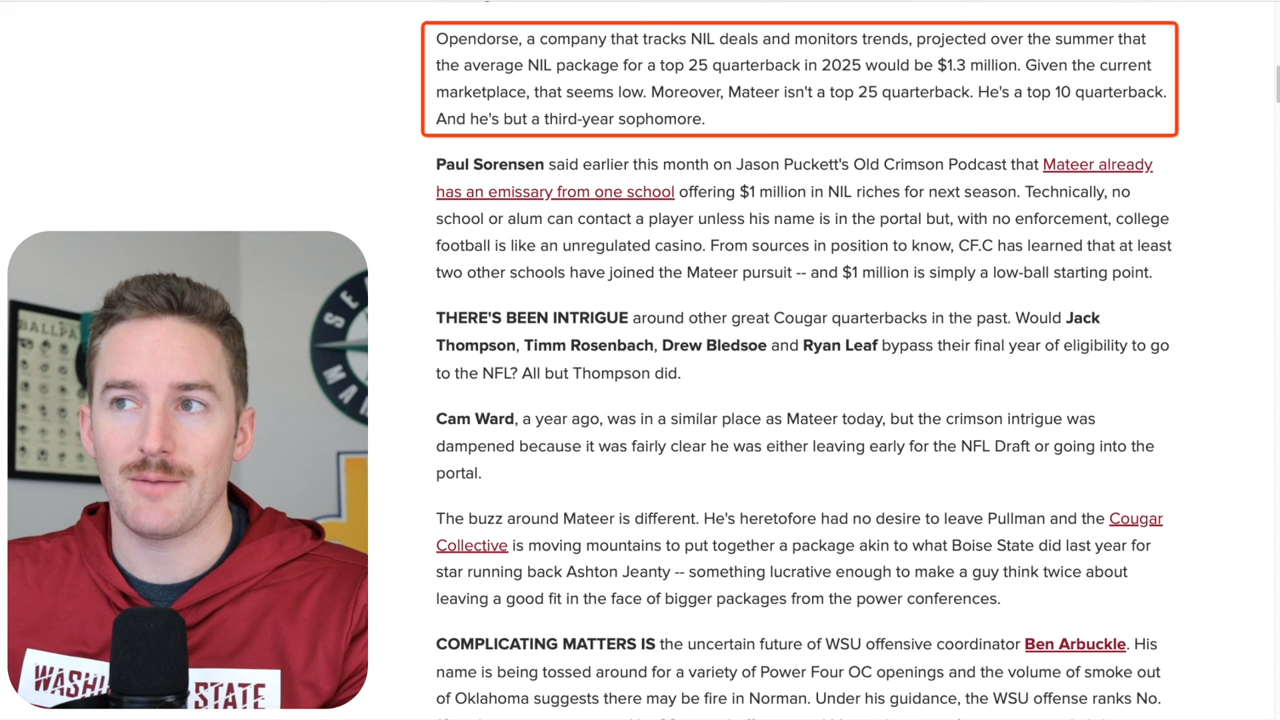 Opendorse, a company that tracks NIL deals and monitors trends, projected over the summer that
the average NIL package for a top 25 quarterback in 2025 would be $1.3 million. Given the current
marketplace, that seems low. Moreover, Mateer isn't a top 25 quarterback. He's a top 10 quarterback.
And he's but a third-year sophomore.
Paul Sorensen said earlier this month on Jason Puckett's Old Crimson Podcast that Mateer already
has an emissary from one school offering $1 million in NIL riches for next season. Technically, no
school or alum can contact a player unless his name is in the portal but, with no enforcement, college
football is like an unregulated casino. From sources in position to know, CF.C has learned that at least
two other schools have joined the Mateer pursuit -- and $1 million is simply a low-ball starting point.
THERE'S BEEN INTRIGUE around other great Cougar quarterbacks in the past. Would Jack
Thompson, Timm Rosenbach, Drew Bledsoe and Ryan Leaf bypass their final year of eligibility to go
to the NFL? All but Thompson did.
Cam Ward, a year ago, was in a similar place as Mateer today, but the crimson intrigue was
dampened because it was fairly clear he was either leaving early for the NFL Draft or going into the
portal.
The buzz around Mateer is different. He's heretofore had no desire to leave Pullman and the Cougar
Collective is moving mountains to put together a package akin to what Boise State did last year for
star running back Ashton Jeanty -- something lucrative enough to make a guy think twice about
leaving a good fit in the face of bigger packages from the power conferences.
COMPLICATING MATTERS IS the uncertain future of WSU offensive coordinator Ben Arbuckle. His
name is being tossed around for a variety of Power Four OC openings and the volume of smoke out
of Oklahoma suggests there may be fire in Norman. Under his guidance, the WSU offense ranks No.
BALLPA
SE
MA
WASHI
STATE